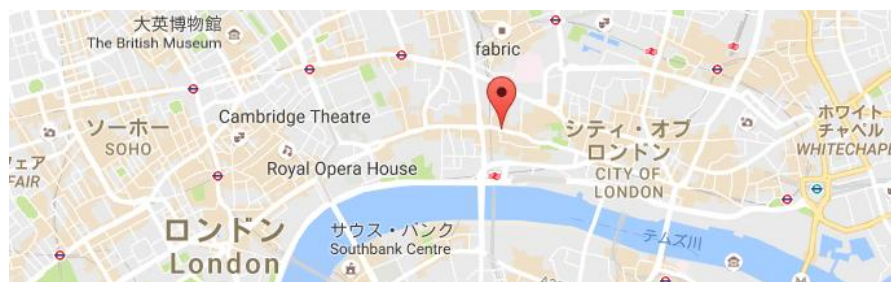 大英博物館
The British Museum
fabric
Cambridge Theatre
ソーホー
SOHO
シティ・オブ
ロンドン
CITY OF
LONDON
ホワイト
チャペル
WHITECHAPEL
ェア
FAIR
Royal Opera House
ロンドン
London
サウス・バンク
Southbank Centre
テムズ川